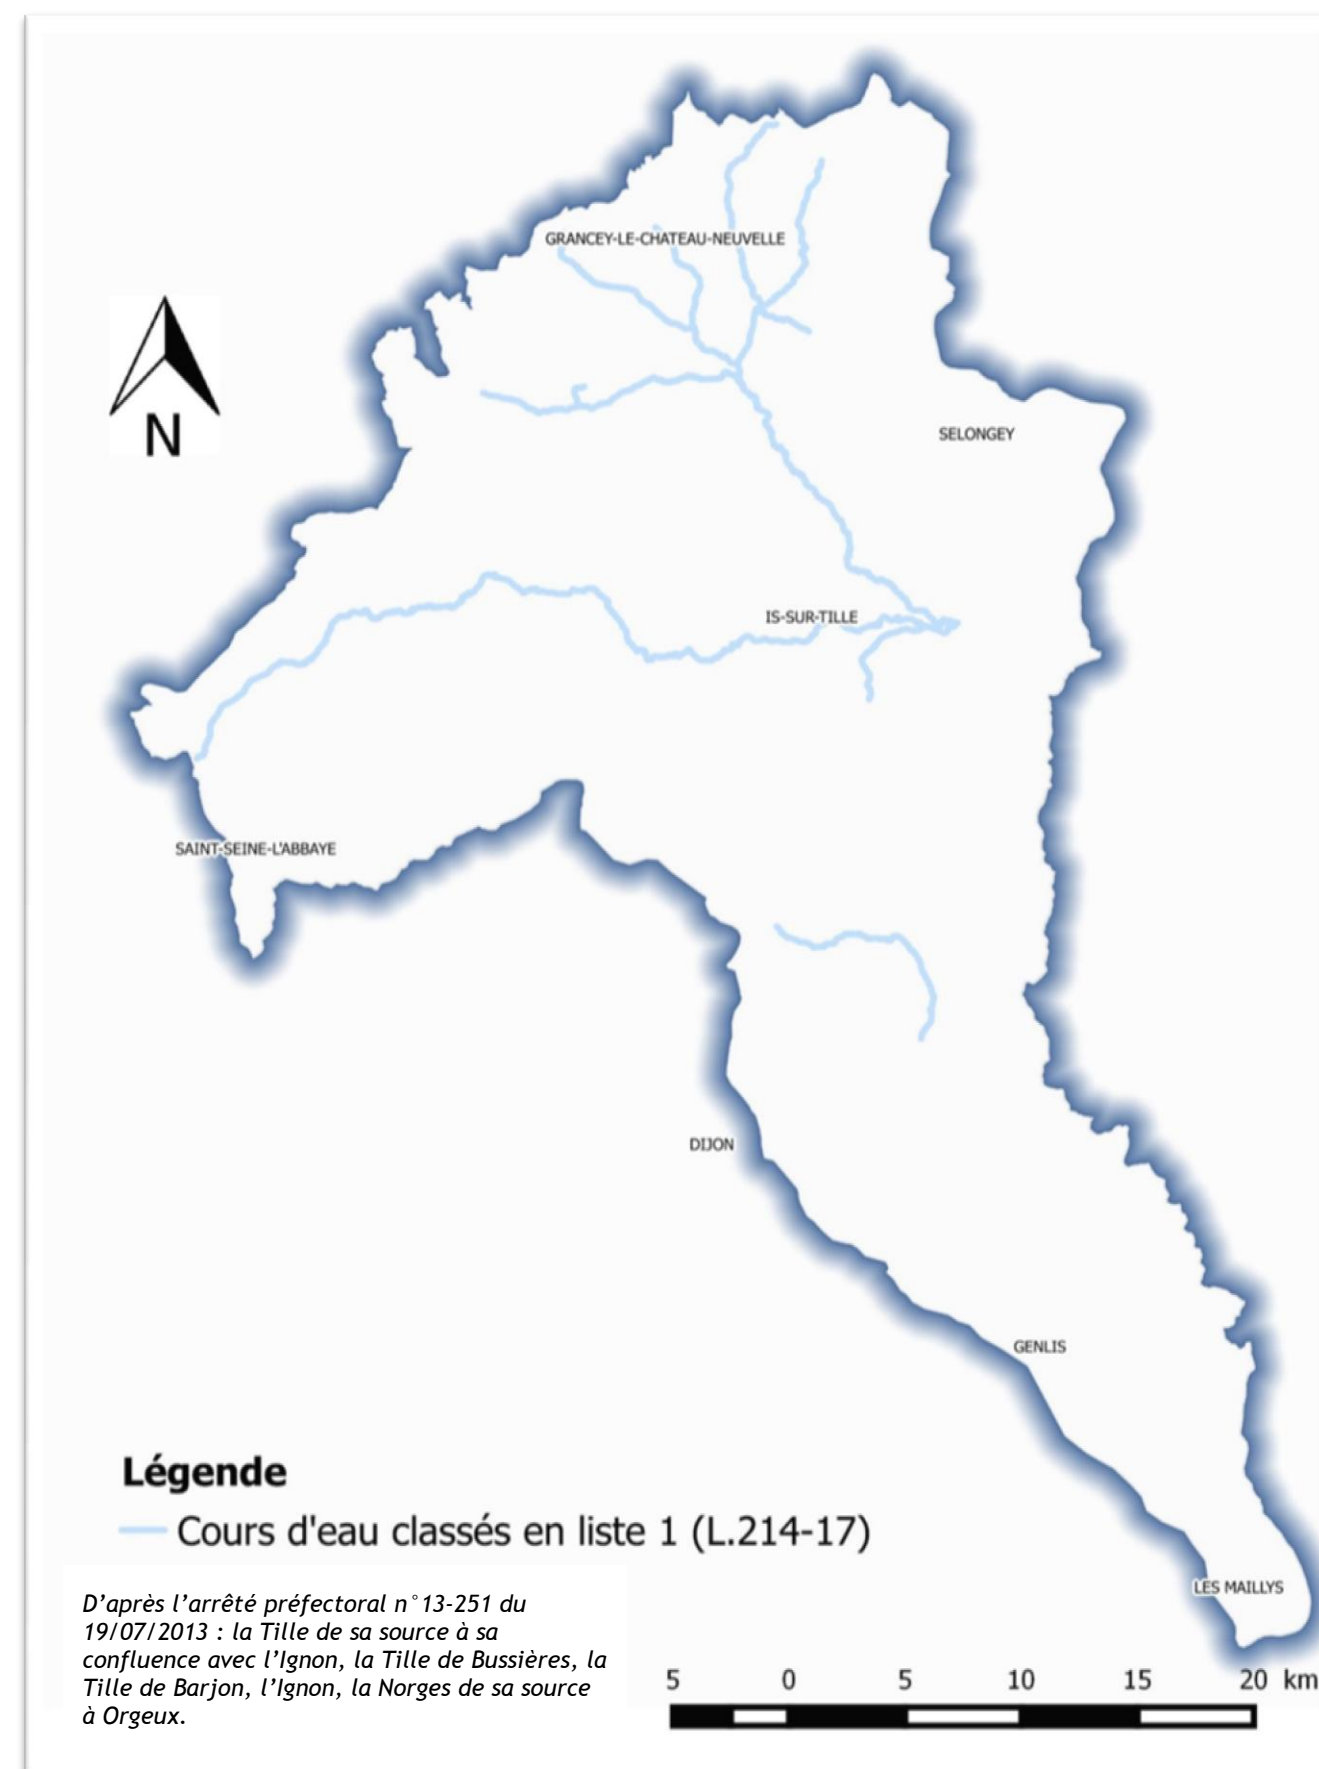 GRANCEY-LE-CHATEAU-NEUVELLE
N
SELONGEY
IS-SUR-TILLE
SAINT-SEINE-L'ABBAYE
DIJON
GENLIS
Légende
Cours d'eau classés en liste 1 (L.214-17)
LES MAILLYS
D’après l’arrêté préfectoral n°13-251 du
19/07/2013 : la Tille de sa source à sa
confluence avec l’Ignon, la Tille de Bussières, la
Tille de Barjon, l’Ignon, la Norges de sa source
à Orgeux.
5 0 5 10 15 20 km